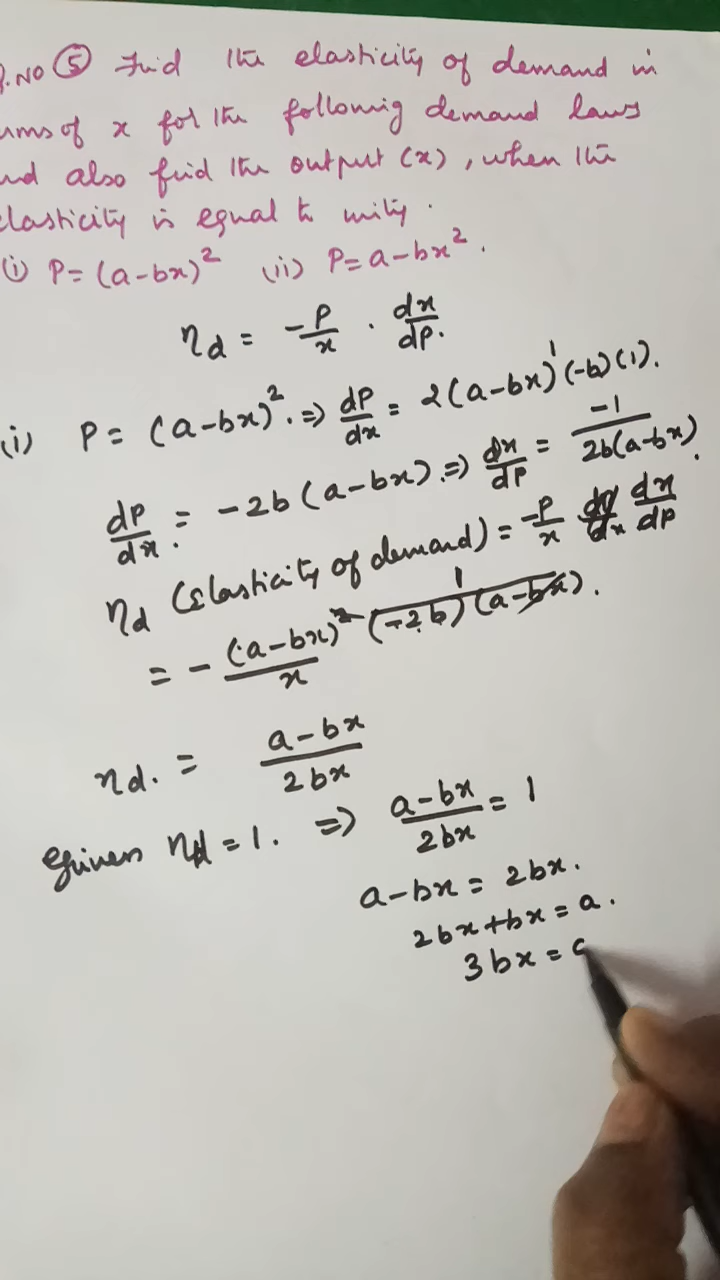 Q.NO ⑤ Find the elasticity of demand in
terms of x for the following demand laws
and also find the output (x), when the
elasticity is equal to unity.
(i) P=(a-bx)² (ii) P=a-bx².
ηd = -P/x . dx/dp.
(i) P= (a-bx)². => dP/dx = 2(a-bx)¹(-b)(1).
dP/dx = -2b(a-bx). => dx/dP = -1/2b(a-bx).
ηd (Elasticity of demand) = -P/x dx/dP
= - (a-bx)²/x 1/(-2b)(a-bx).
ηd. = a-bx/2bx
Given ηd = 1. => a-bx/2bx = 1
a-bx = 2bx.
2bx+bx = a.
3bx =